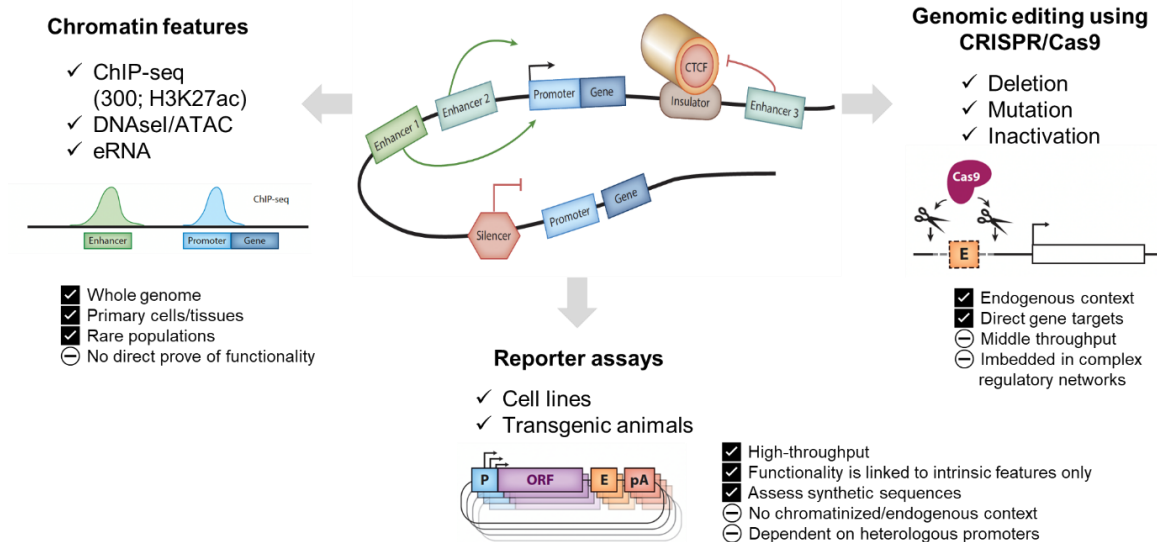 Chromatin features
✓ ChIP-seq
(300; H3K27ac)
✓ DNAseI/ATAC
✓ eRNA
ChIP-seq
Enhancer
Promoter
Gene
Whole genome
Primary cells/tissues
Rare populations
No direct prove of functionality
Enhancer 1
Enhancer 2
Promoter
Gene
CTCF
Insulator
Enhancer 3
Silencer
Promoter
Gene
Genomic editing using
CRISPR/Cas9
✓ Deletion
✓ Mutation
✓ Inactivation
Cas9
E
Endogenous context
Direct gene targets
Middle throughput
Imbedded in complex
regulatory networks
Reporter assays
✓ Cell lines
✓ Transgenic animals
P
ORF
E
pA
High-throughput
Functionality is linked to intrinsic features only
Assess synthetic sequences
No chromatinized/endogenous context
Dependent on heterologous promoters